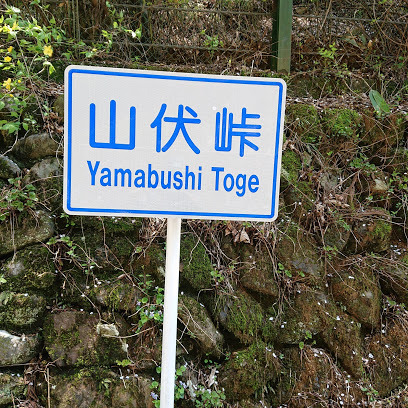 山伏峠
Yamabushi Toge